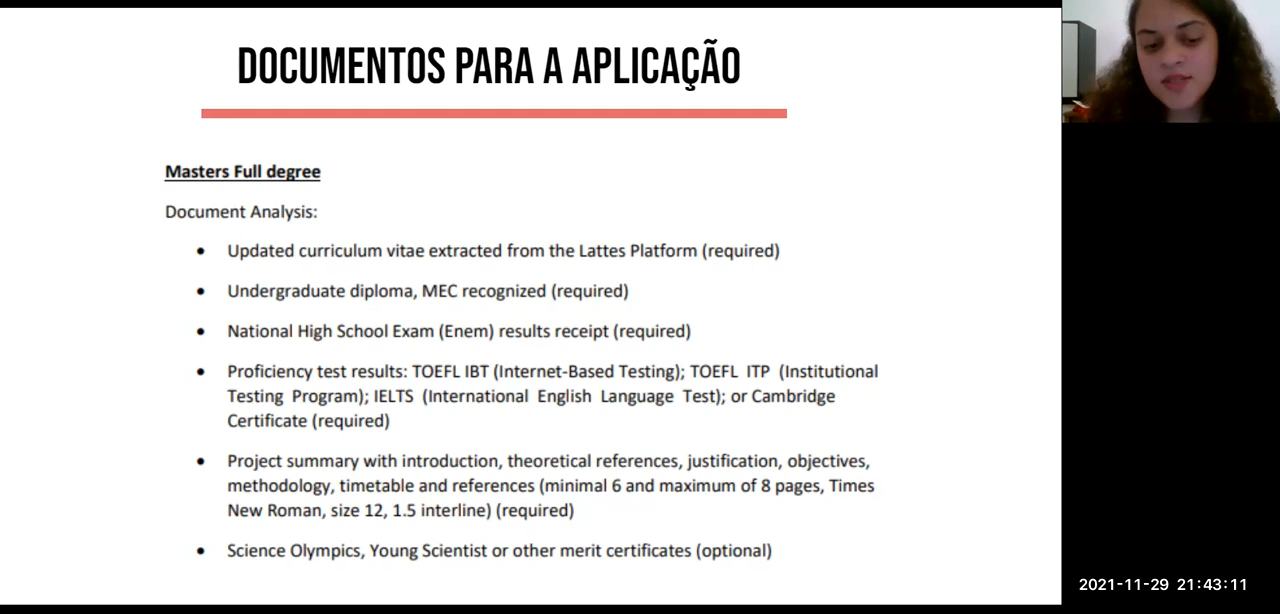 DOCUMENTOS PARA A APLICAÇÃO
Masters Full degree
Document Analysis:
• Updated curriculum vitae extracted from the Lattes Platform (required)
• Undergraduate diploma, MEC recognized (required)
• National High School Exam (Enem) results receipt (required)
• Proficiency test results: TOEFL IBT (Internet-Based Testing); TOEFL ITP (Institutional
Testing Program); IELTS (International English Language Test); or Cambridge
Certificate (required)
• Project summary with introduction, theoretical references, justification, objectives,
methodology, timetable and references (minimal 6 and maximum of 8 pages, Times
New Roman, size 12, 1.5 interline) (required)
• Science Olympics, Young Scientist or other merit certificates (optional)
2021-11-29 21:43:11